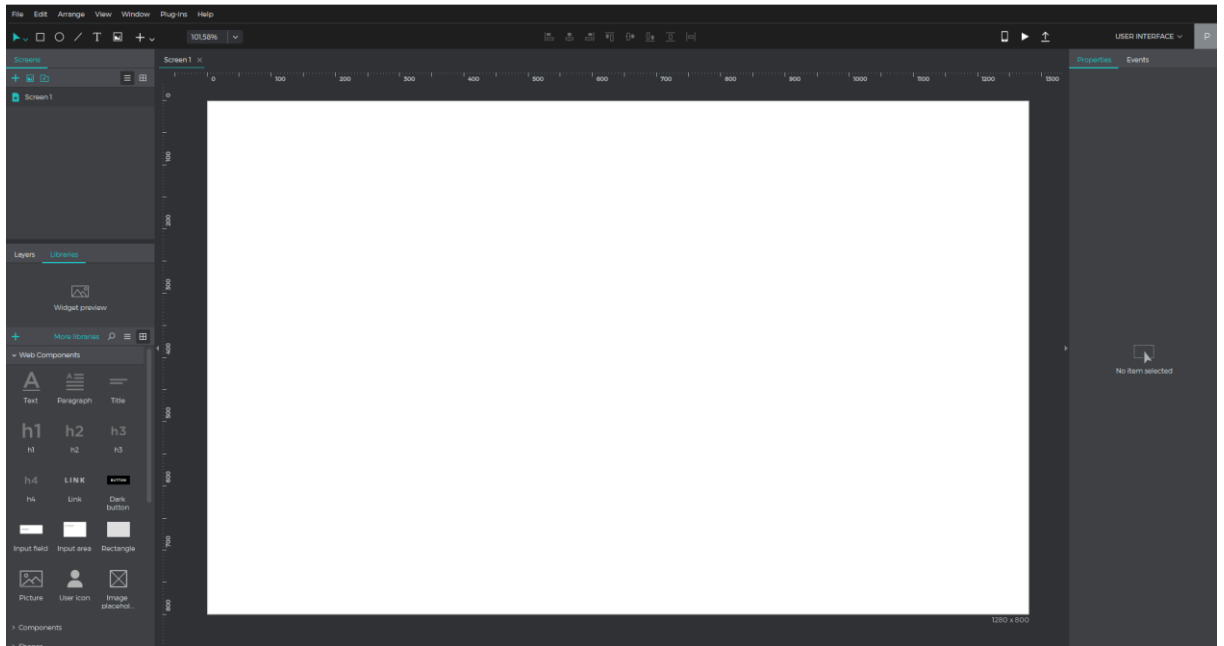 File Edit Arrange View Window Plug-ins Help
T 101,58% USER INTERFACE P
Screens Screen 1 × Properties Events
0 100 200 300 400 500 600 700 800 900 1000 1100 1200 1300
Screen 1
0
100
200
300
400
500
600
700
800
Layers Libraries
Widget preview
More libraries
Web Components
A A
Text Paragraph Title
h1 h2 h3
h1 h2 h3
h4 LINK BUTTON
h4 Link Dark button
Input field Input area Rectangle
Picture User icon Image placehol...
Components
No item selected
1280 x 800